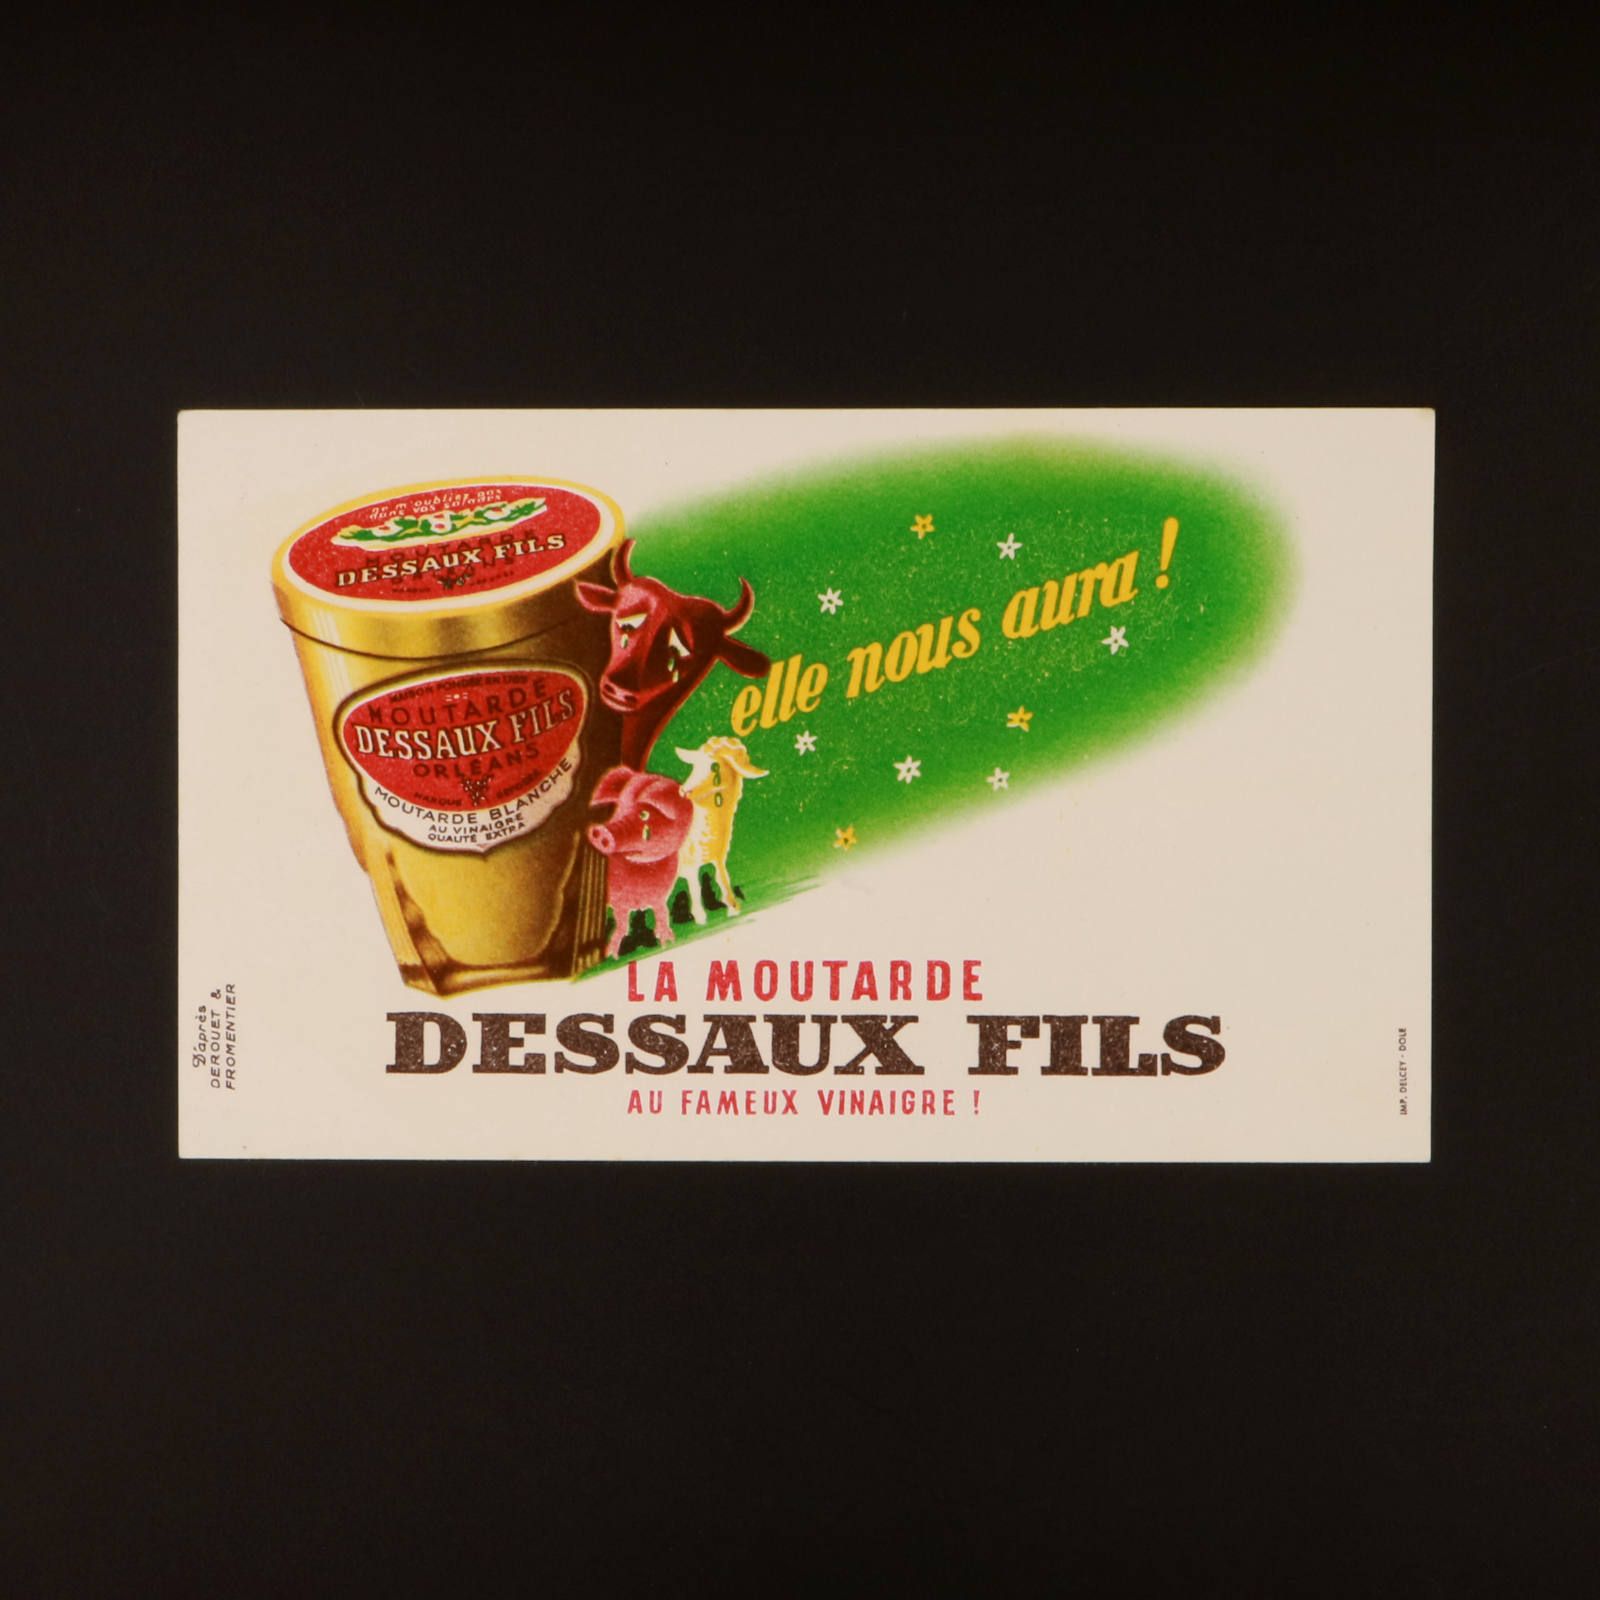 ne m'oubliez pas
dans vos salades
MOUTARDE
DESSAUX FILS
MAISON FONDÉE EN 1789
MOUTARDE
DESSAUX FILS
ORLÉANS
MARQUE DEPOSÉE
MOUTARDE BLANCHE
AU VINAIGRE
QUALITÉ EXTRA
elle nous aura !
LA MOUTARDE
DESSAUX FILS
AU FAMEUX VINAIGRE !
D'après
DEROUET &
FROMENTIER
IMP. DELCEY - DOLE